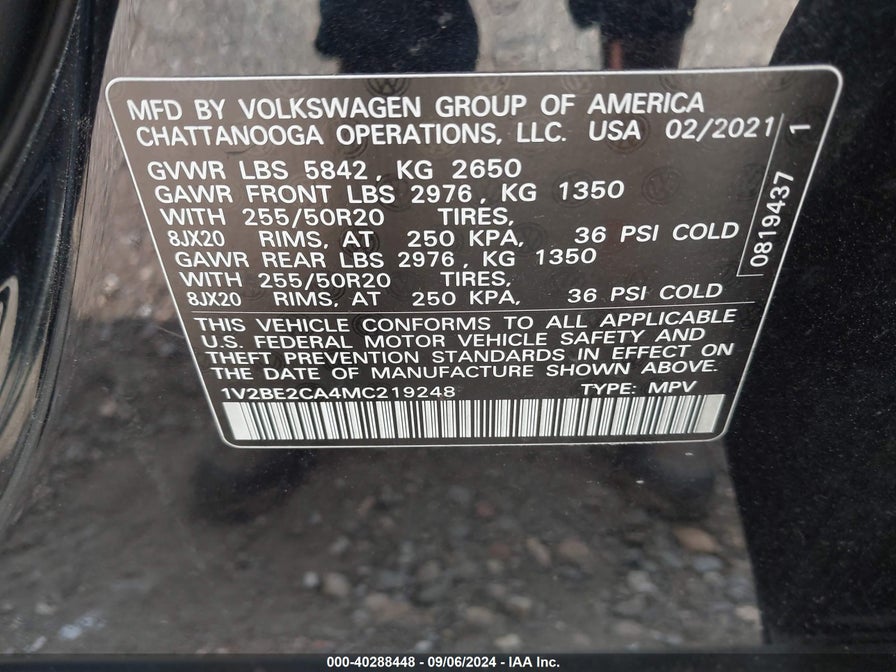 MFD BY VOLKSWAGEN GROUP OF AMERICA
CHATTANOOGA OPERATIONS, LLC. USA 02/2021
GVWR LBS 5842, KG 2650
GAWR FRONT LBS 2976, KG 1350
WITH 255/50R20 TIRES,
8JX20 RIMS, AT 250 KPA, 36 PSI COLD
GAWR REAR LBS 2976, KG 1350
WITH 255/50R20 TIRES,
8JX20 RIMS, AT 250 KPA, 36 PSI COLD
0819437 1
THIS VEHICLE CONFORMS TO ALL APPLICABLE
U.S. FEDERAL MOTOR VEHICLE SAFETY AND
THEFT PREVENTION STANDARDS IN EFFECT ON
THE DATE OF MANUFACTURE SHOWN ABOVE.
1V2BE2CA4MC219248 TYPE: MPV
000-40288448 - 09/06/2024 - IAA Inc.